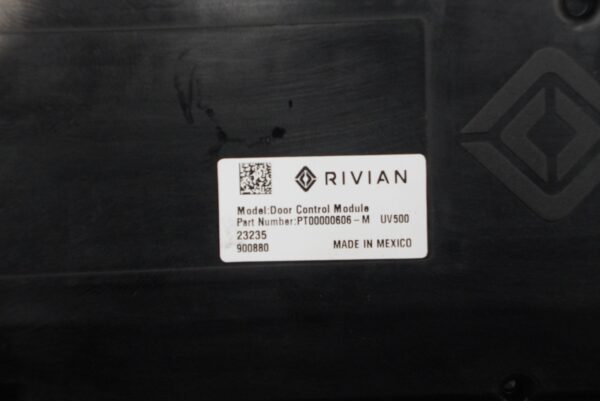 RIVIAN
Model:Door Control Module
Part Number:PT00000606-M UV500
23235
900880 MADE IN MEXICO